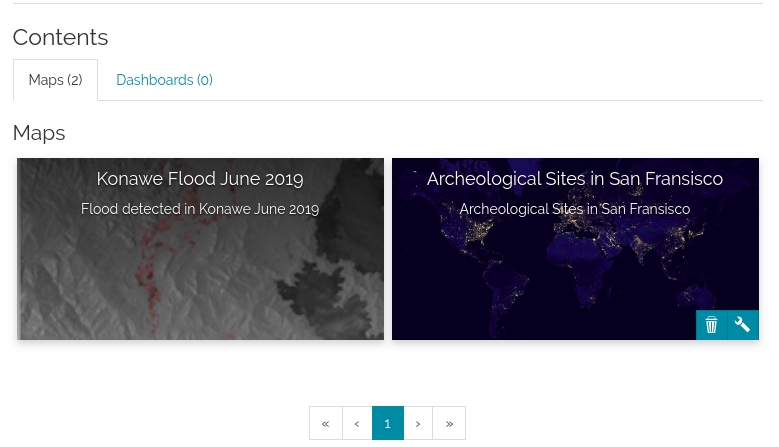 Contents
Maps (2) Dashboards (0)
Maps
Konawe Flood June 2019
Flood detected in Konawe June 2019
Archeological Sites in San Fransisco
Archeological Sites in San Fransisco
« ‹ 1 › »